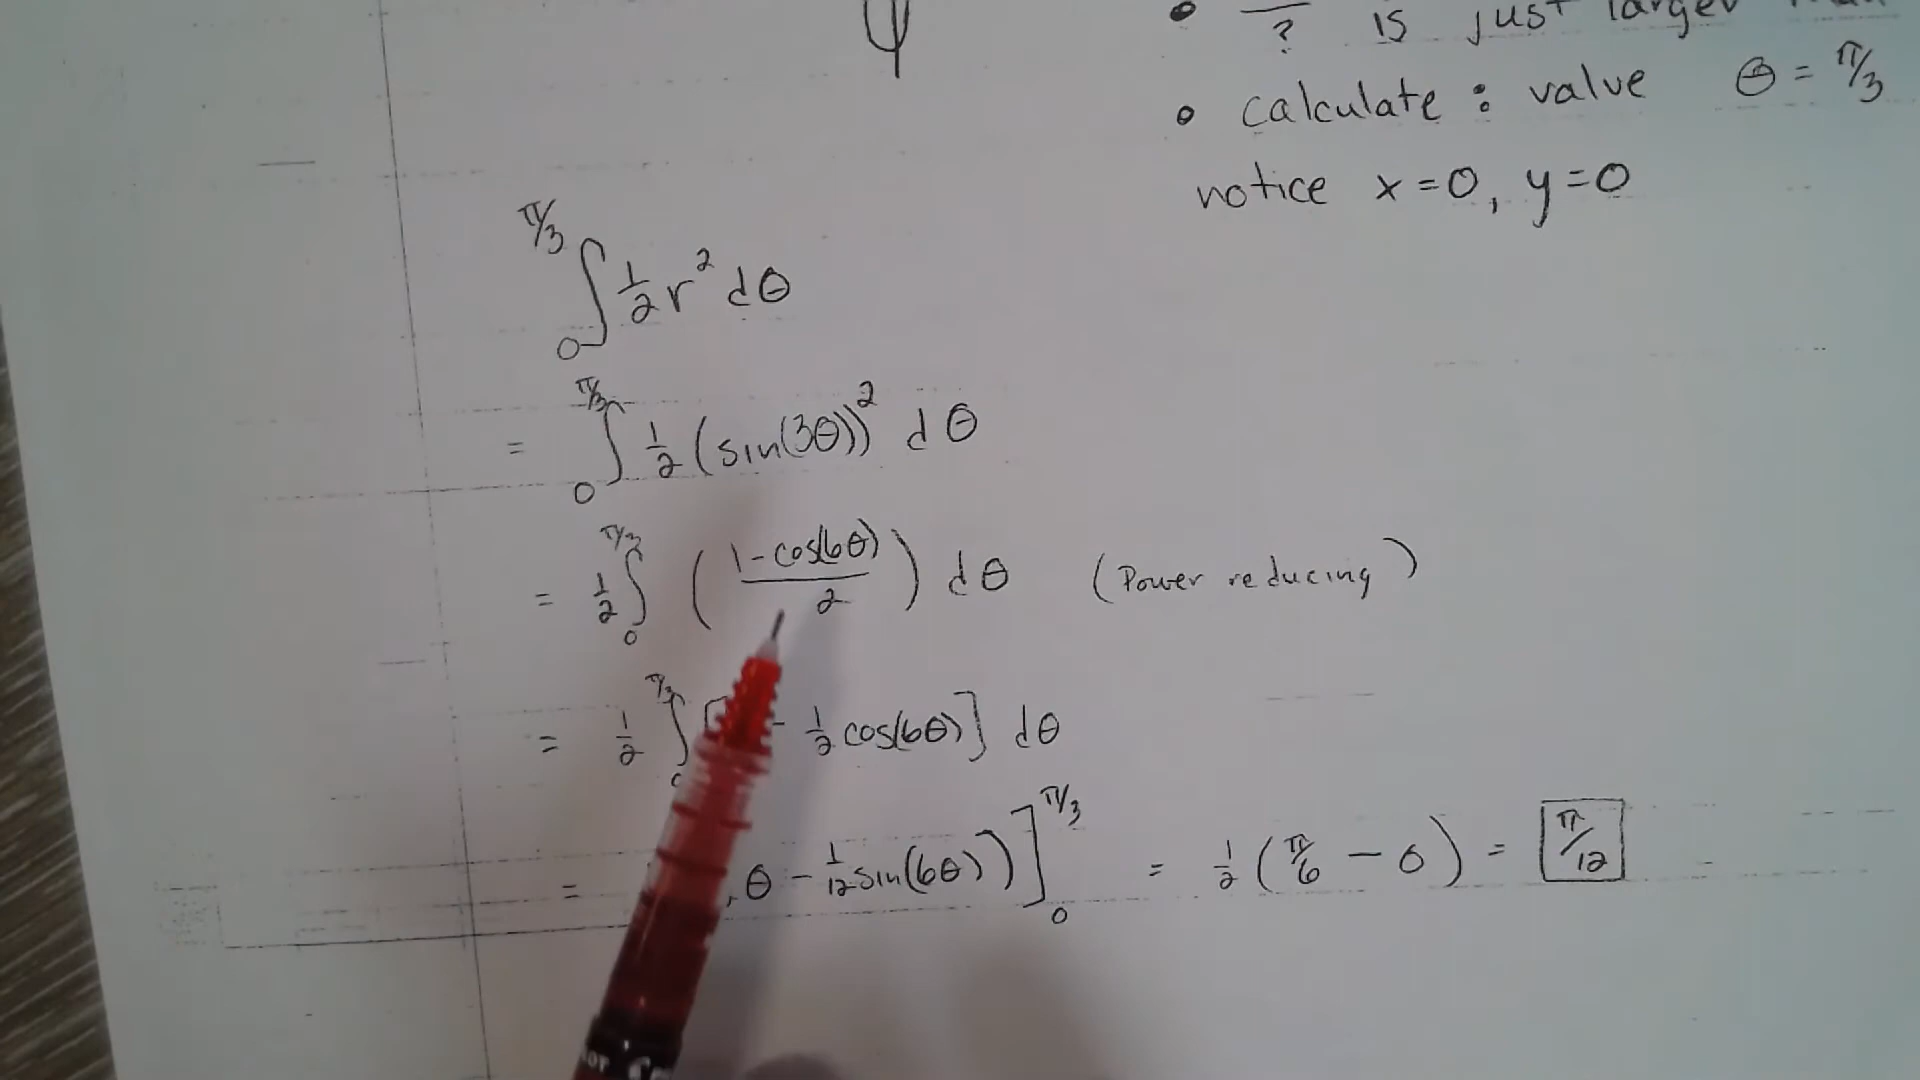 ? is just larger
• calculate : value θ = π/3
notice x=0, y=0
∫₀^{π/3} 1/2 r² dθ
= ∫₀^{π/3} 1/2 (sin(3θ))² dθ
= 1/2 ∫₀^{π/3} ( (1-cos(6θ))/2 ) dθ (Power reducing)
= 1/2 ∫₀^{π/3} [ - 1/2 cos(6θ)] dθ
= θ - 1/12 sin(6θ)) ]₀^{π/3} = 1/2 (π/6 - 0) = π/12